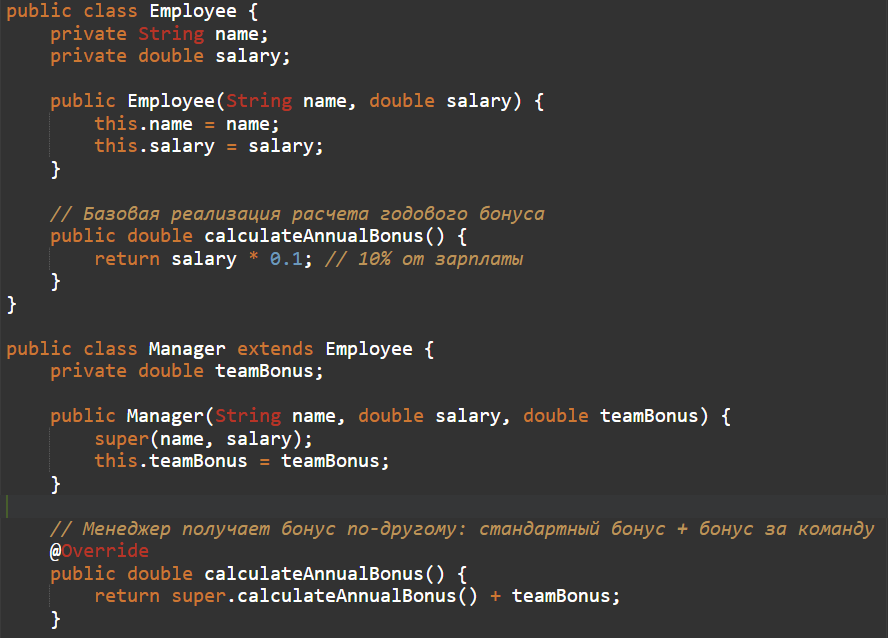 public class Employee {
    private String name;
    private double salary;

    public Employee(String name, double salary) {
        this.name = name;
        this.salary = salary;
    }

    // Базовая реализация расчета годового бонуса
    public double calculateAnnualBonus() {
        return salary * 0.1; // 10% от зарплаты
    }
}

public class Manager extends Employee {
    private double teamBonus;

    public Manager(String name, double salary, double teamBonus) {
        super(name, salary);
        this.teamBonus = teamBonus;
    }

    // Менеджер получает бонус по-другому: стандартный бонус + бонус за команду
    @Override
    public double calculateAnnualBonus() {
        return super.calculateAnnualBonus() + teamBonus;
    }